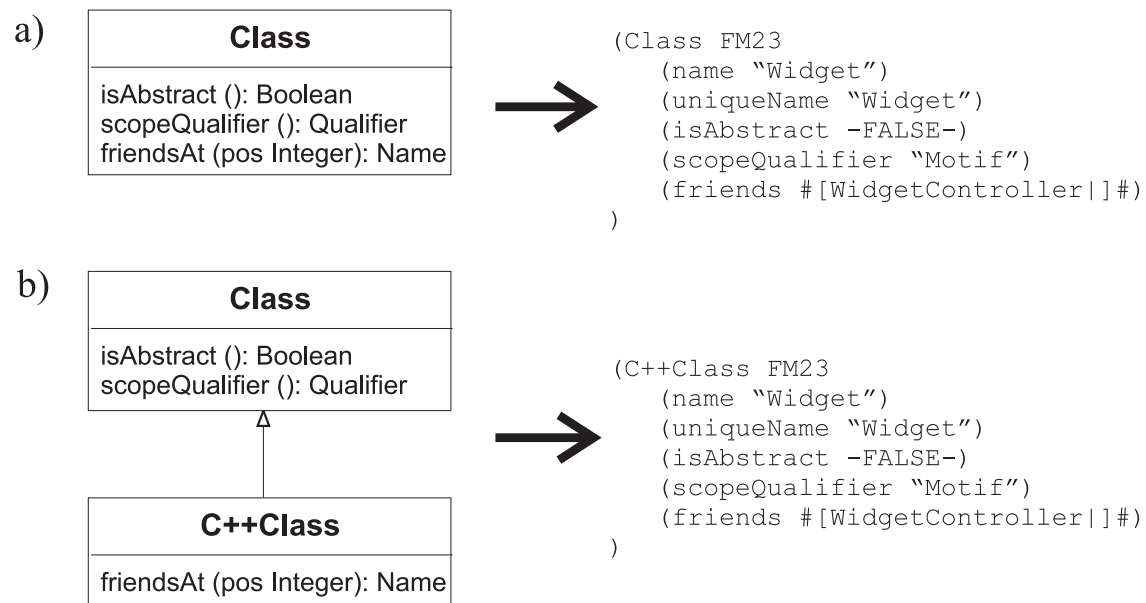 a)
Class
isAbstract (): Boolean
scopeQualifier (): Qualifier
friendsAt (pos Integer): Name
(Class FM23
(name “Widget”)
(uniqueName “Widget”)
(isAbstract -FALSE-)
(scopeQualifier “Motif”)
(friends #[WidgetController|]#)
)
b)
Class
isAbstract (): Boolean
scopeQualifier (): Qualifier
C++Class
friendsAt (pos Integer): Name
(C++Class FM23
(name “Widget”)
(uniqueName “Widget”)
(isAbstract -FALSE-)
(scopeQualifier “Motif”)
(friends #[WidgetController|]#)
)